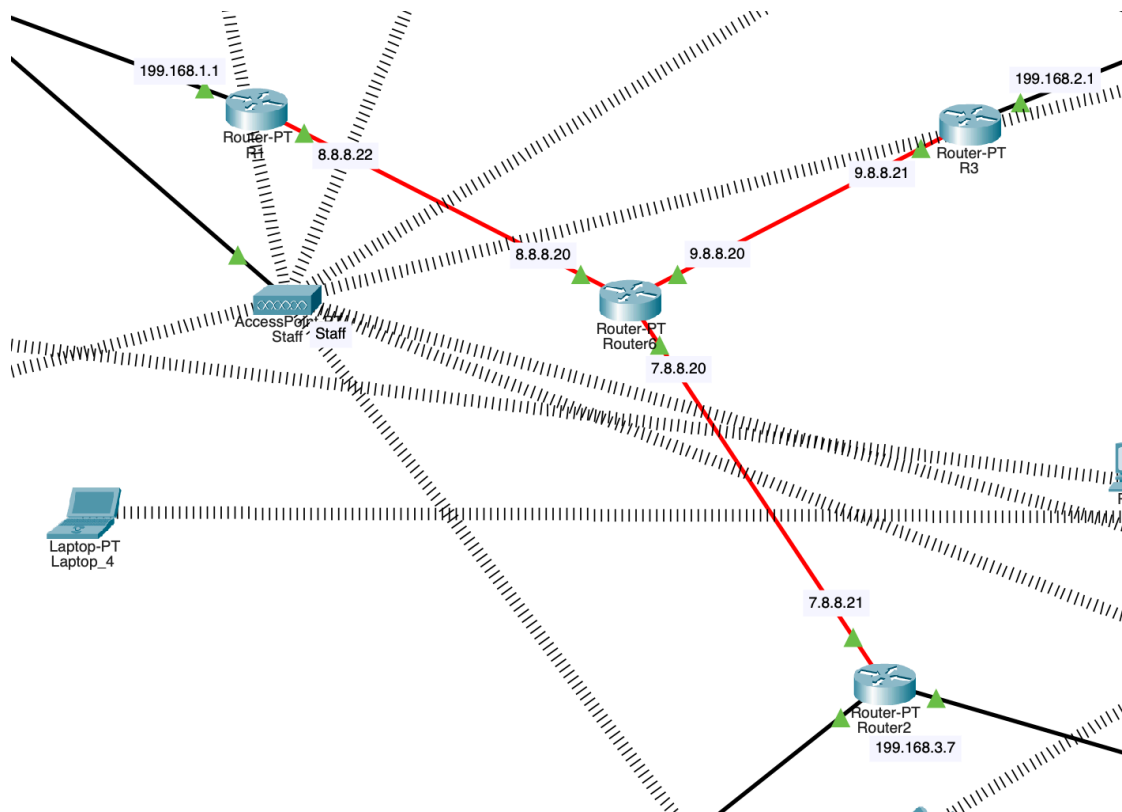 199.168.1.1
Router-PT
R1
8.8.8.22
199.168.2.1
Router-PT
R3
9.8.8.21
8.8.8.20
9.8.8.20
Router-PT
Router6
7.8.8.20
Staff
Staff
Laptop-PT
Laptop_4
7.8.8.21
Router-PT
Router2
199.168.3.7